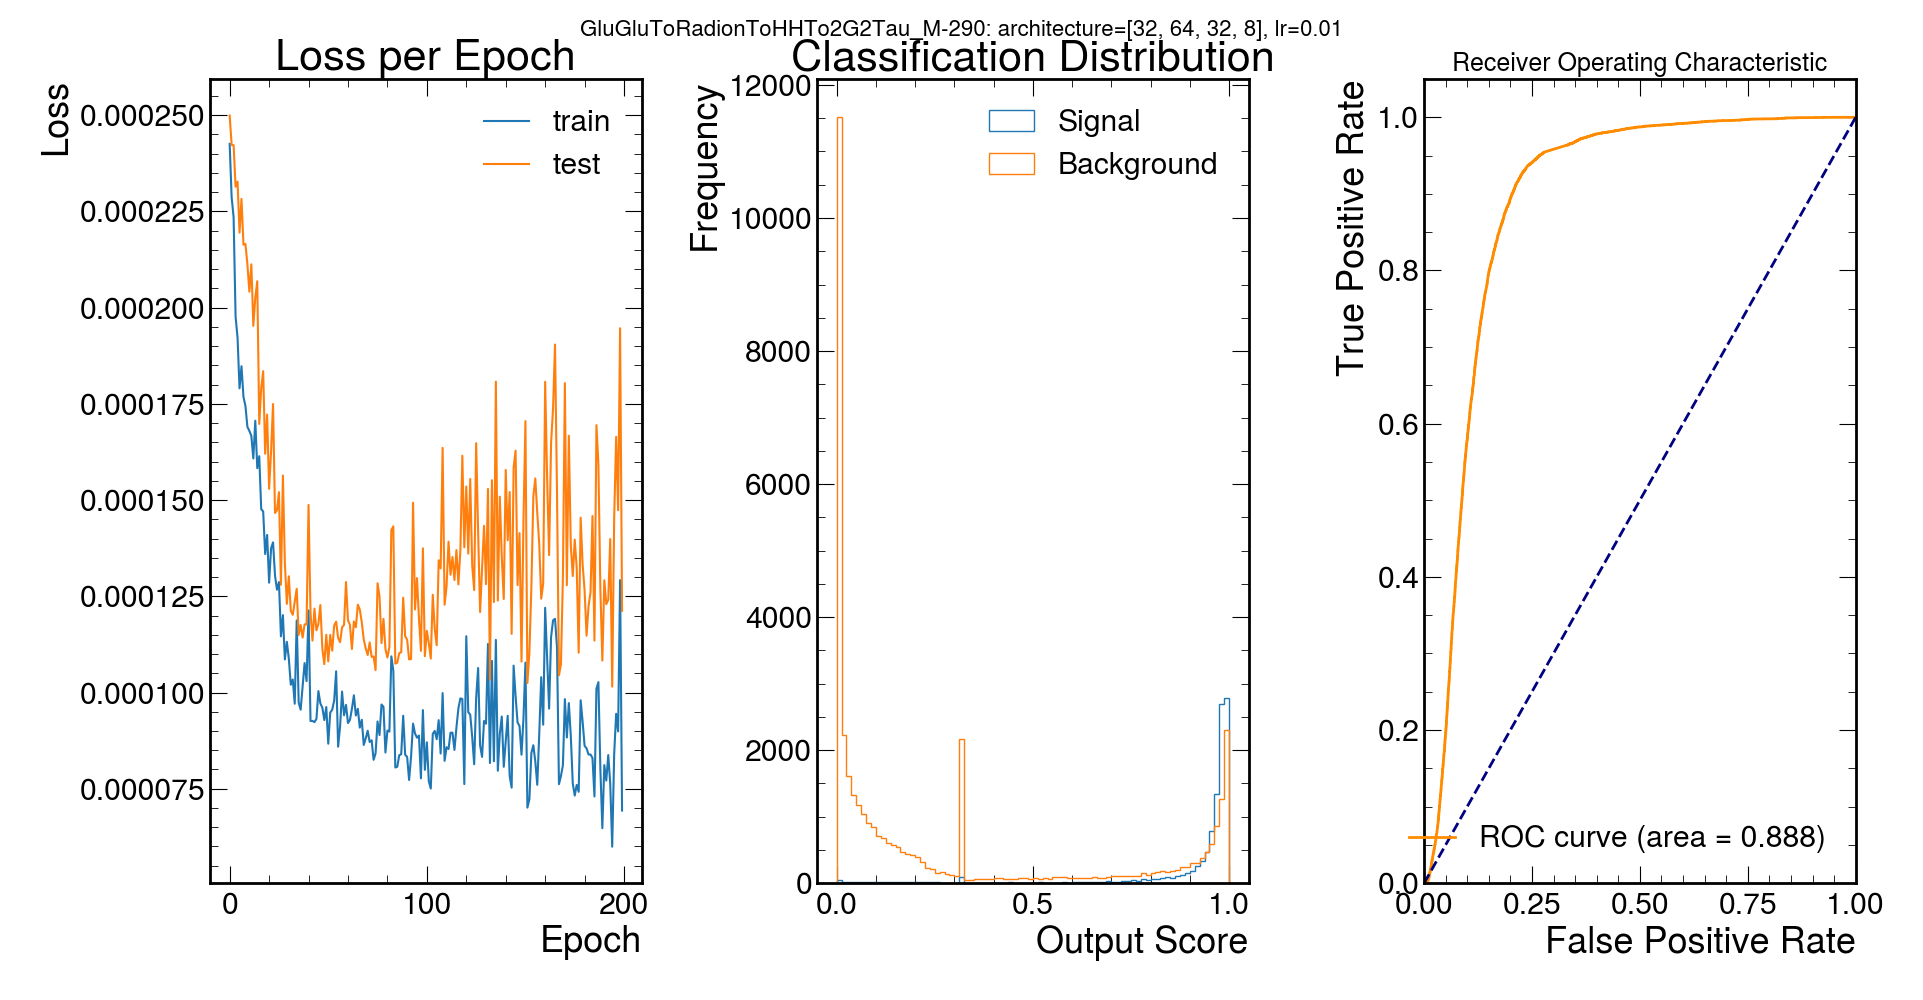 GluGluToRadionToHHTo2G2Tau_M-290: architecture=[32, 64, 32, 8], lr=0.01
Loss per Epoch
Loss
0.000250
0.000225
0.000200
0.000175
0.000150
0.000125
0.000100
0.000075
train
test
0 100 200
Epoch
Classification Distribution
Frequency
12000
10000
8000
6000
4000
2000
0
Signal
Background
0.0 0.5 1.0
Output Score
Receiver Operating Characteristic
True Positive Rate
1.0
0.8
0.6
0.4
0.2
0.0
ROC curve (area = 0.888)
0.00 0.25 0.50 0.75 1.00
False Positive Rate